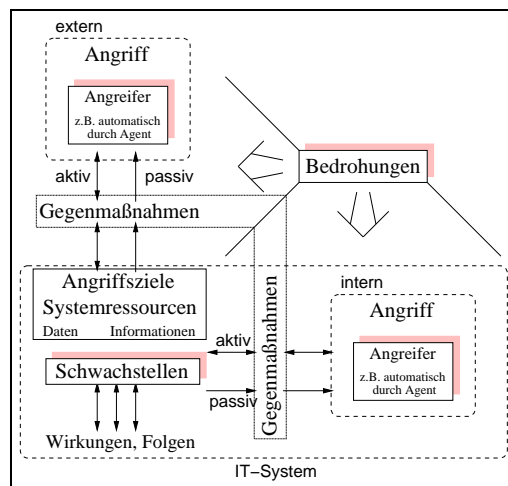 extern
Angriff
Angreifer
z.B. automatisch
durch Agent
aktiv
passiv
Bedrohungen
Gegenmaßnahmen
Angriffsziele
Systemressourcen
Daten
Informationen
Schwachstellen
Wirkungen, Folgen
aktiv
passiv
Gegenmaßnahmen
intern
Angriff
Angreifer
z.B. automatisch
durch Agent
IT–System